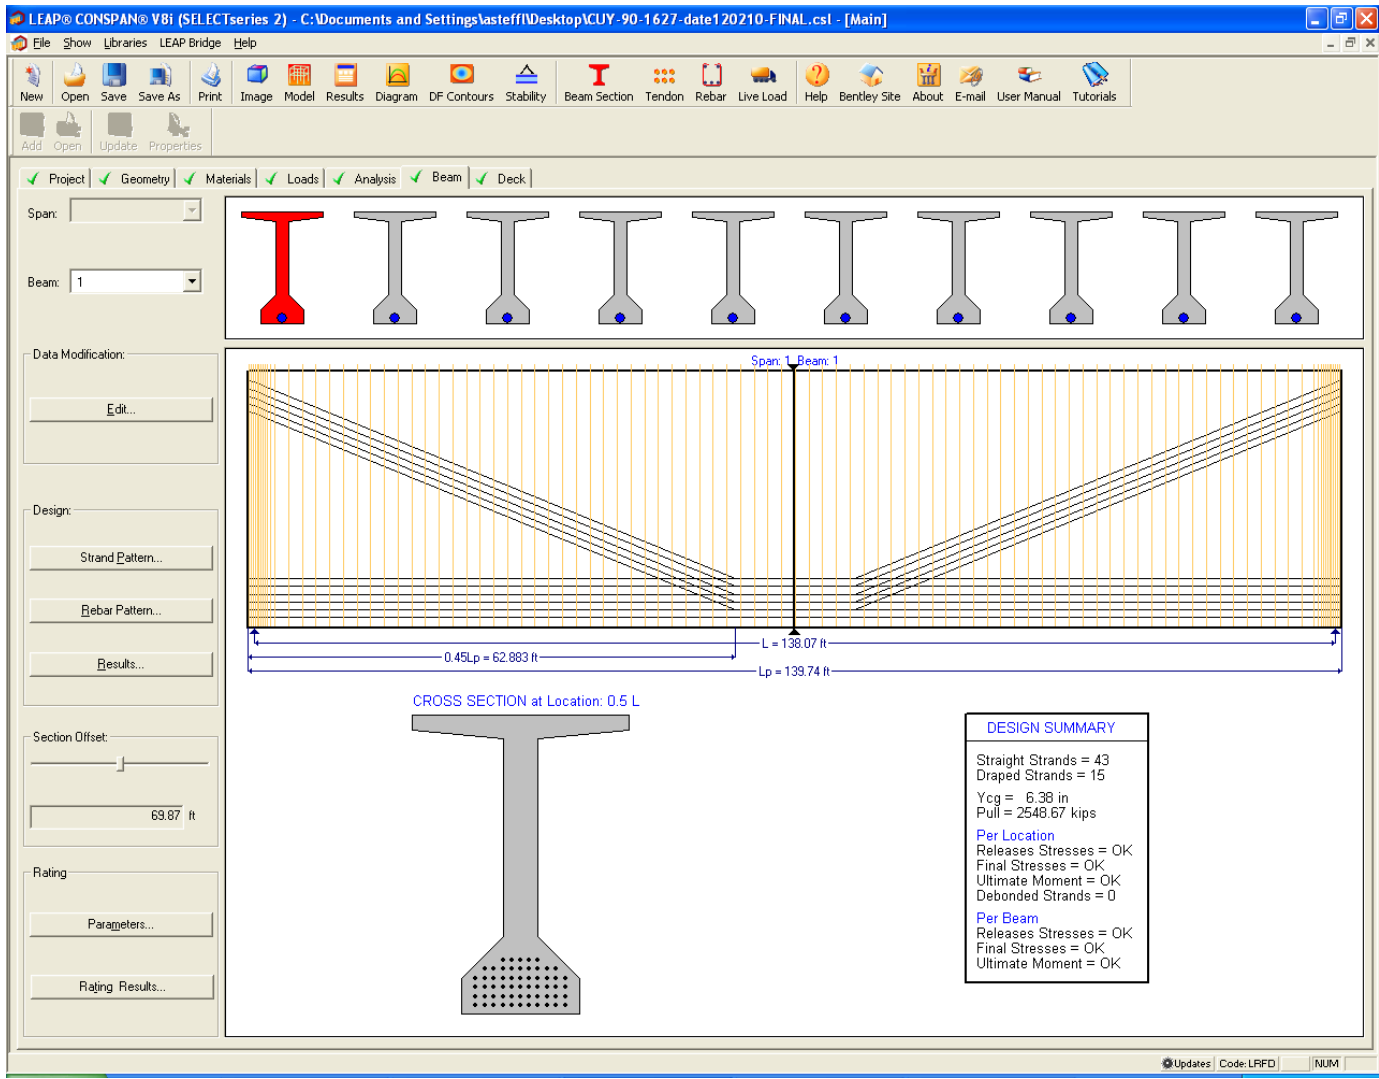 LEAP® CONSPAN® V8i (SELECTseries 2) - C:\Documents and Settings\asteffl\Desktop\CUY-90-1627-date120210-FINAL.csl - [Main]
File Show Libraries LEAP Bridge Help
New Open Save Save As Print Image Model Results Diagram DF Contours Stability Beam Section Tendon Rebar Live Load Help Bentley Site About E-mail User Manual Tutorials
Add Open Update Properties
Project Geometry Materials Loads Analysis Beam Deck
Span:
Beam: 1
Data Modification:
Edit...
Design:
Strand Pattern...
Rebar Pattern...
Results...
Section Offset:
69.87 ft
Rating
Parameters...
Rating Results...
Span: 1, Beam: 1
L = 138.07 ft
0.45Lp = 62.883 ft
Lp = 139.74 ft
CROSS SECTION at Location: 0.5 L
DESIGN SUMMARY
Straight Strands = 43
Draped Strands = 15
Ycg = 6.38 in
Pull = 2548.67 kips
Per Location
Releases Stresses = OK
Final Stresses = OK
Ultimate Moment = OK
Debonded Strands = 0
Per Beam
Releases Stresses = OK
Final Stresses = OK
Ultimate Moment = OK
Updates Code: LRFD NUM